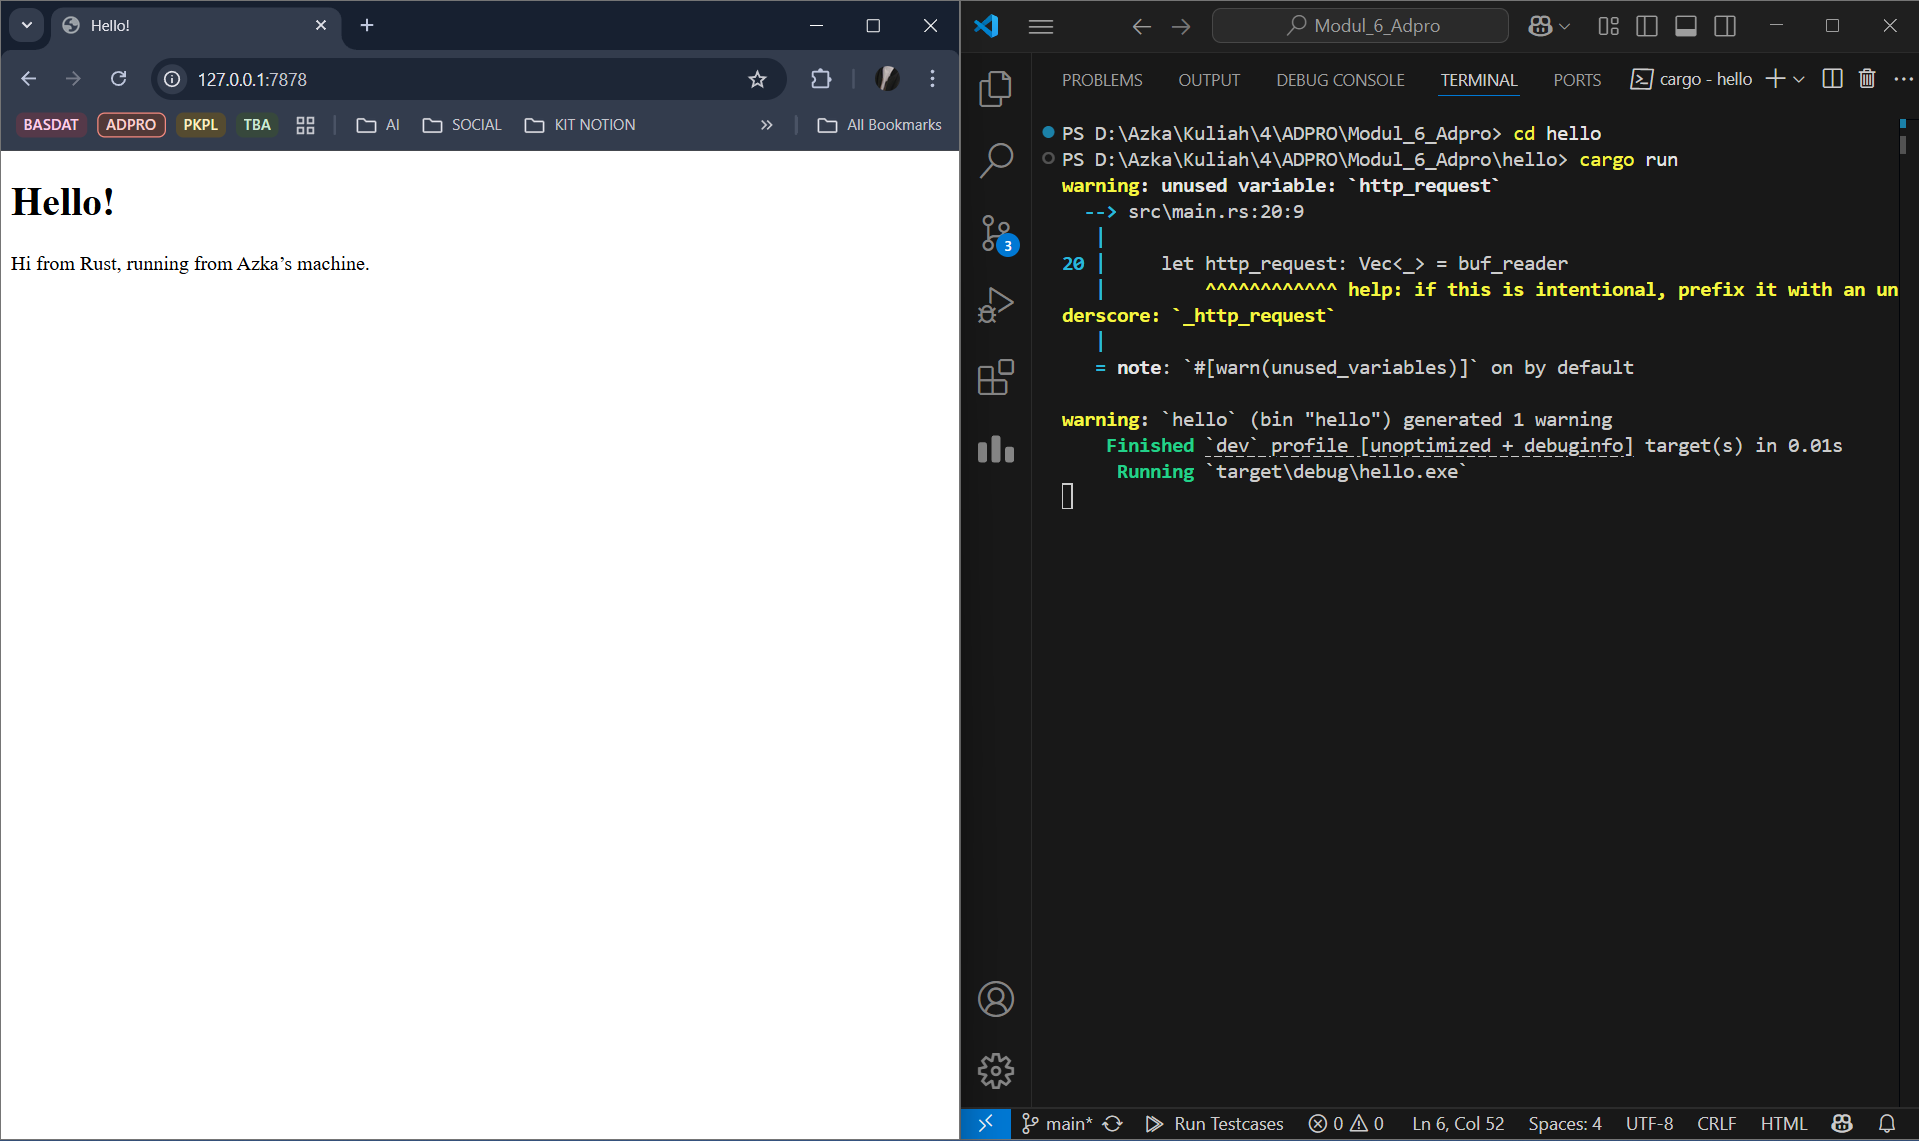 Hello!
127.0.0.1:7878
BASDAT ADPRO PKPL TBA AI SOCIAL KIT NOTION » All Bookmarks
Hello!
Hi from Rust, running from Azka’s machine.
Modul_6_Adpro
PROBLEMS OUTPUT DEBUG CONSOLE TERMINAL PORTS cargo - hello
3
PS D:\Azka\Kuliah\4\ADPRO\Modul_6_Adpro> cd hello
PS D:\Azka\Kuliah\4\ADPRO\Modul_6_Adpro\hello> cargo run
warning: unused variable: `http_request`
--> src\main.rs:20:9
|
20 | let http_request: Vec<_> = buf_reader
| ^^^^^^^^^^^^ help: if this is intentional, prefix it with an un
derscore: `_http_request`
|
= note: `#[warn(unused_variables)]` on by default
warning: `hello` (bin "hello") generated 1 warning
Finished `dev` profile [unoptimized + debuginfo] target(s) in 0.01s
Running `target\debug\hello.exe`
main* Run Testcases 0 0 Ln 6, Col 52 Spaces: 4 UTF-8 CRLF HTML